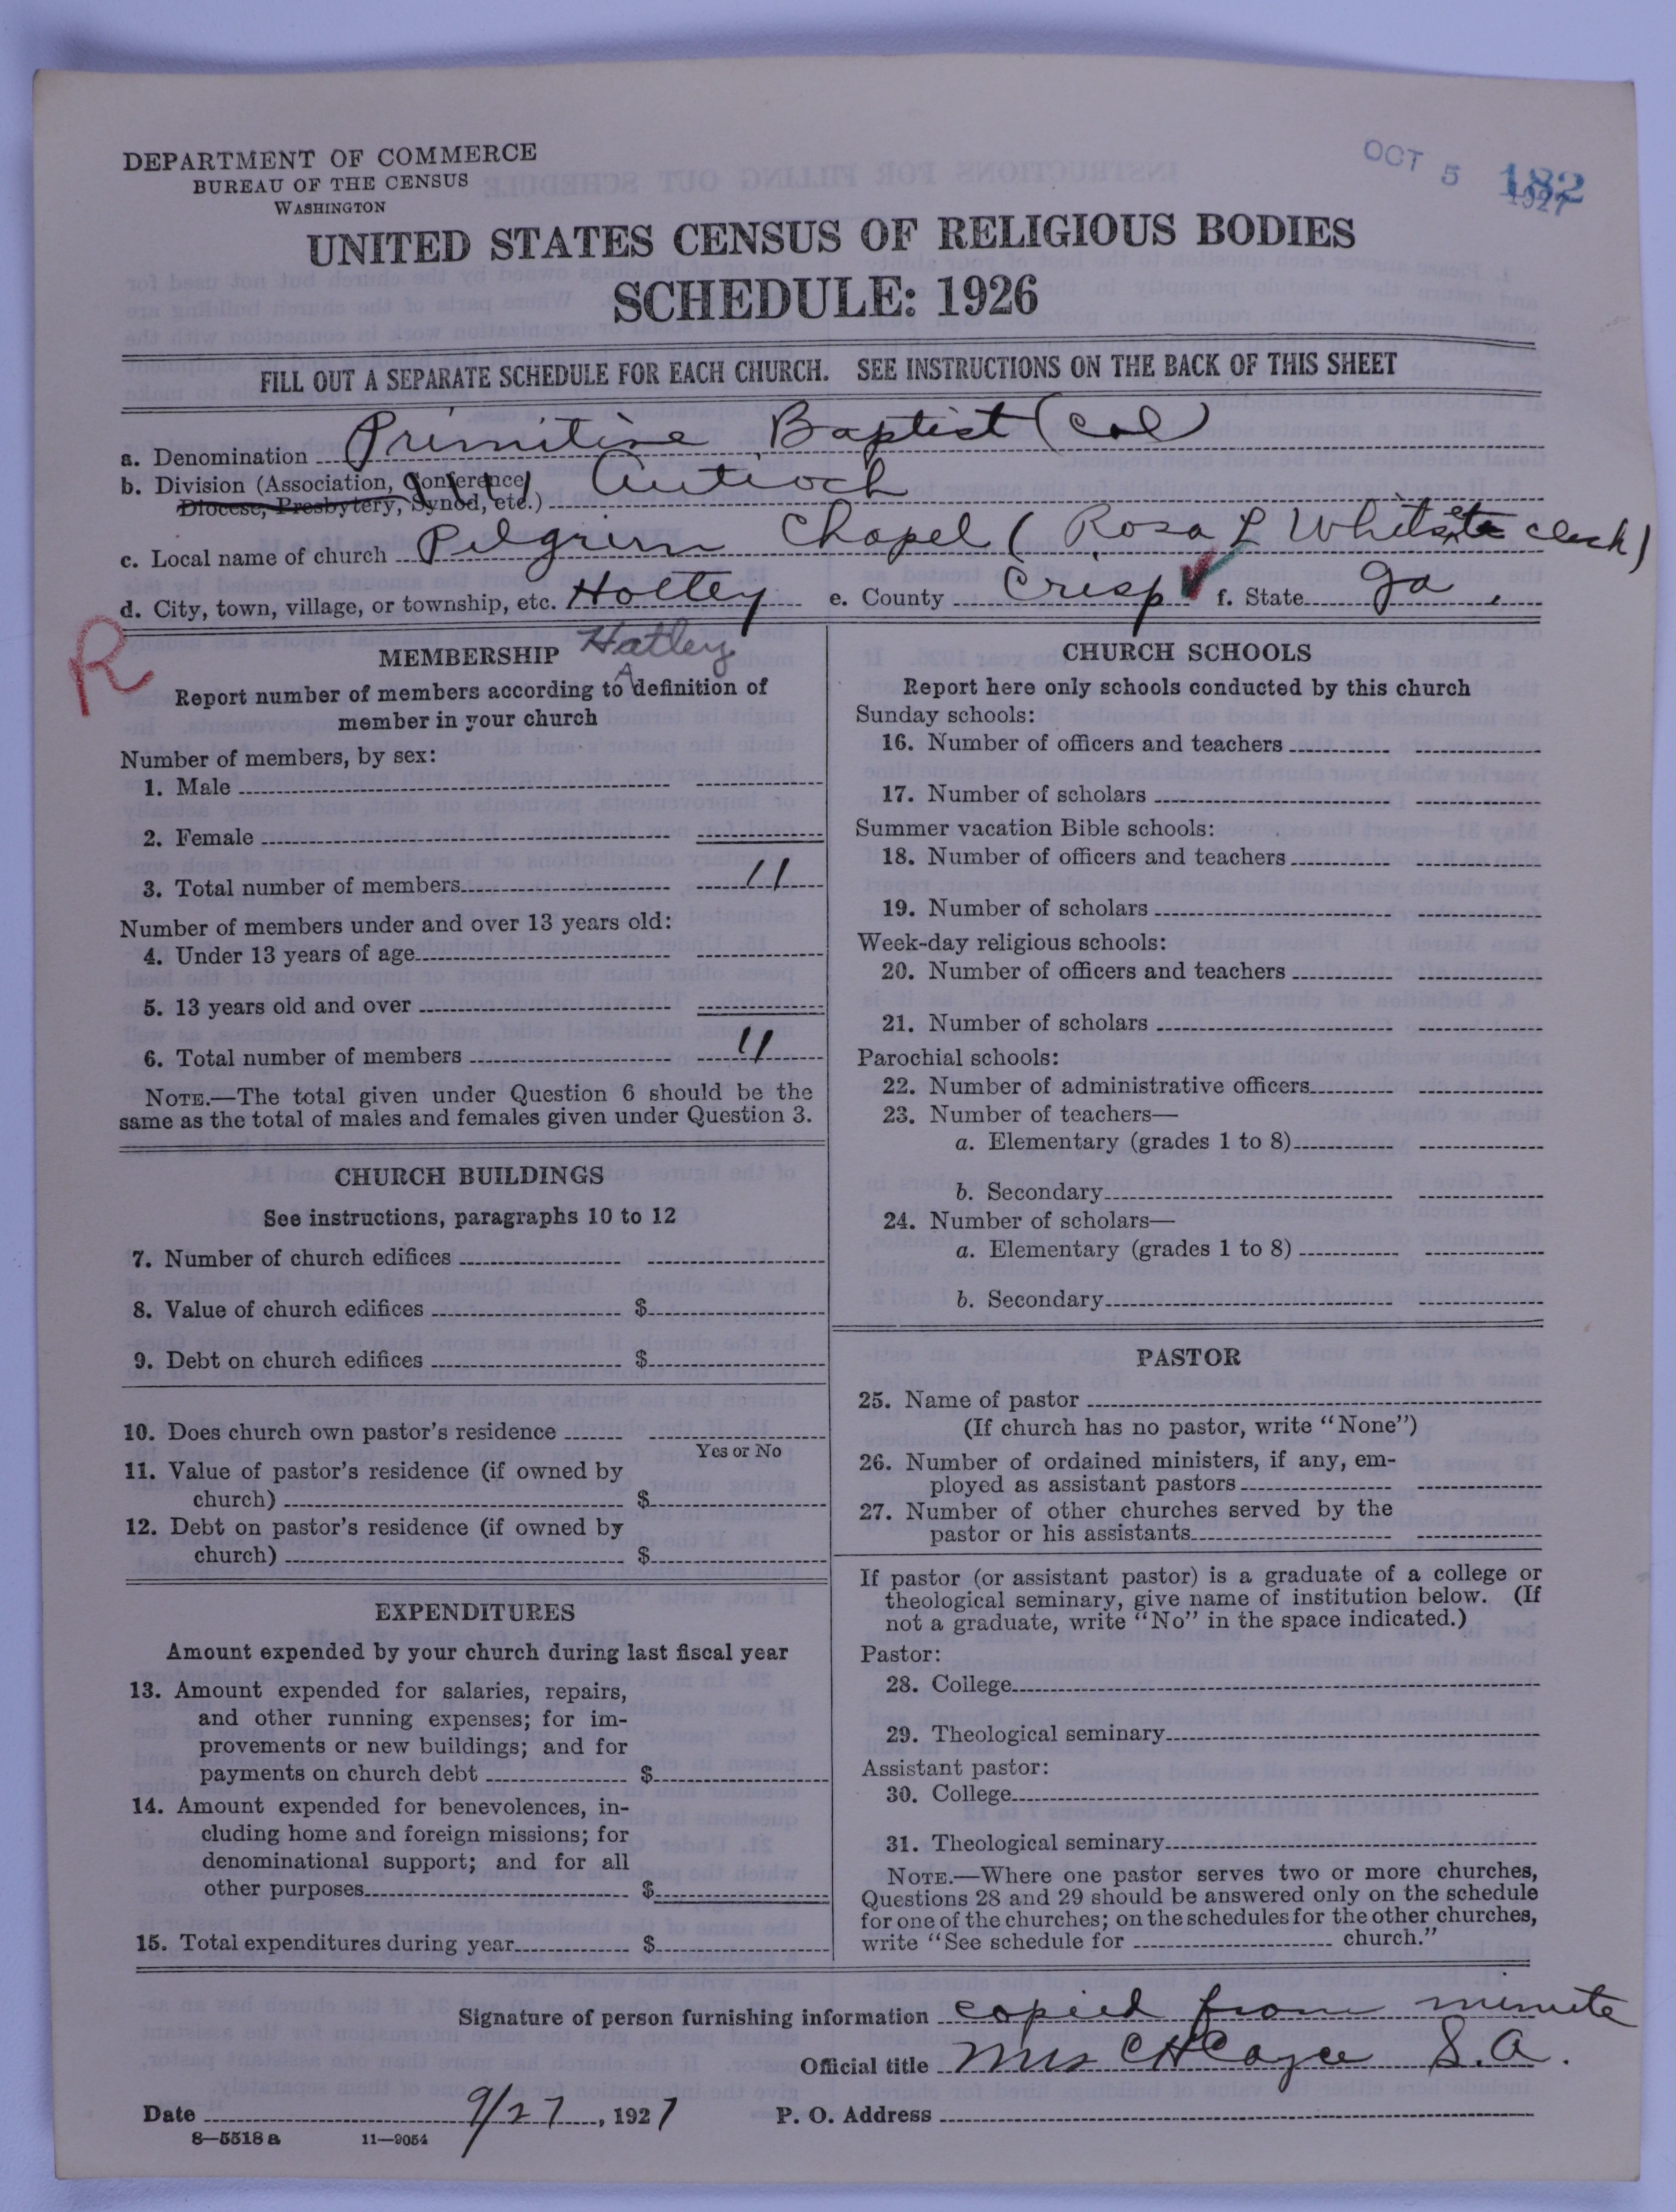 DEPARTMENT OF COMMERCE
BUREAU OF THE CENSUS
WASHINGTON
OCT 5 1927
182
UNITED STATES CENSUS OF RELIGIOUS BODIES
SCHEDULE: 1926
FILL OUT A SEPARATE SCHEDULE FOR EACH CHURCH. SEE INSTRUCTIONS ON THE BACK OF THIS SHEET
a. Denomination Primitive Baptist (Col)
b. Division (Association, Conference, Antioch
Diocese, Presbytery, Synod, etc.)
c. Local name of church Pilgrim Chapel (Rosa L clerk)
d. City, town, village, or township, etc. Holtey e. County Crisp f. State Ga.
R
Hatley
A
MEMBERSHIP
Report number of members according to definition of
member in your church
Number of members, by sex:
1. Male
2. Female
3. Total number of members 11
Number of members under and over 13 years old:
4. Under 13 years of age
5. 13 years old and over
6. Total number of members 11
NOTE.—The total given under Question 6 should be the
same as the total of males and females given under Question 3.
CHURCH BUILDINGS
See instructions, paragraphs 10 to 12
7. Number of church edifices
8. Value of church edifices $
9. Debt on church edifices $
10. Does church own pastor's residence
Yes or No
11. Value of pastor's residence (if owned by
church) $
12. Debt on pastor's residence (if owned by
church) $
EXPENDITURES
Amount expended by your church during last fiscal year
13. Amount expended for salaries, repairs,
and other running expenses; for im-
provements or new buildings; and for
payments on church debt $
14. Amount expended for benevolences, in-
cluding home and foreign missions; for
denominational support; and for all
other purposes $
15. Total expenditures during year $
CHURCH SCHOOLS
Report here only schools conducted by this church
Sunday schools:
16. Number of officers and teachers
17. Number of scholars
Summer vacation Bible schools:
18. Number of officers and teachers
19. Number of scholars
Week-day religious schools:
20. Number of officers and teachers
21. Number of scholars
Parochial schools:
22. Number of administrative officers
23. Number of teachers—
a. Elementary (grades 1 to 8)
b. Secondary
24. Number of scholars—
a. Elementary (grades 1 to 8)
b. Secondary
PASTOR
25. Name of pastor
(If church has no pastor, write "None")
26. Number of ordained ministers, if any, em-
ployed as assistant pastors
27. Number of other churches served by the
pastor or his assistants
If pastor (or assistant pastor) is a graduate of a college or
theological seminary, give name of institution below. (If
not a graduate, write "No" in the space indicated.)
Pastor:
28. College
29. Theological seminary
Assistant pastor:
30. College
31. Theological seminary
NOTE.—Where one pastor serves two or more churches,
Questions 28 and 29 should be answered only on the schedule
for one of the churches; on the schedules for the other churches,
write "See schedule for church."
Signature of person furnishing information copied from minute
Official title Mrs C H Cayce S.A.
Date 9/27, 1927 P. O. Address
8—5518 a 11—9054